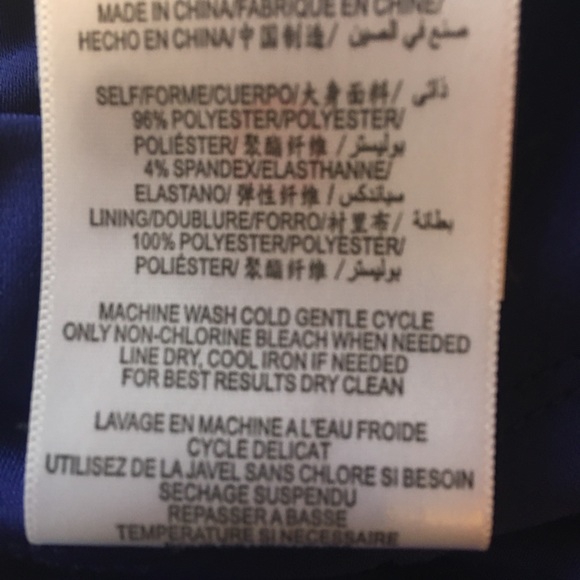 MADE IN CHINA/FABRIQUÉ EN CHINE/
HECHO EN CHINA/中国制造/ صنع في الصين
SELF/FORME/CUERPO/大身面料/ ذاتي
96% POLYESTER/POLYESTER/
POLIÉSTER/ 聚酯纤维 / بوليستر
4% SPANDEX/ELASTHANNE/
ELASTANO/ 弹性纤维 / سباندكس
LINING/DOUBLURE/FORRO/衬里布/ بطانة
100% POLYESTER/POLYESTER/
POLIÉSTER/ 聚酯纤维 / بوليستر
MACHINE WASH COLD GENTLE CYCLE
ONLY NON-CHLORINE BLEACH WHEN NEEDED
LINE DRY, COOL IRON IF NEEDED
FOR BEST RESULTS DRY CLEAN
LAVAGE EN MACHINE A L'EAU FROIDE
CYCLE DELICAT
UTILISEZ DE LA JAVEL SANS CHLORE SI BESOIN
SECHAGE SUSPENDU
REPASSER A BASSE
TEMPERATURE SI NECESSAIRE